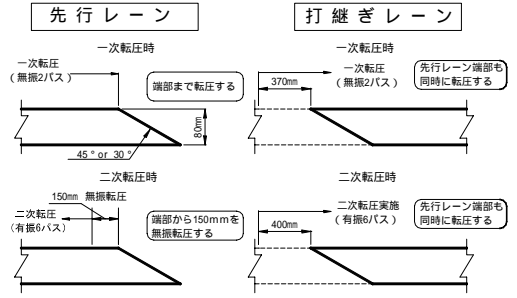 先行レーン
打継ぎレーン
一次転圧時
一次転圧
(無振2パス)
端部まで転圧する
80mm
45°or 30°
一次転圧時
370mm
一次転圧
(無振2パス)
先行レーン端部も
同時に転圧する
二次転圧時
150mm 無振転圧
二次転圧
(有振6パス)
端部から150mmを
無振転圧する
二次転圧時
400mm
二次転圧実施
(有振6パス)
先行レーン端部も
同時に転圧する